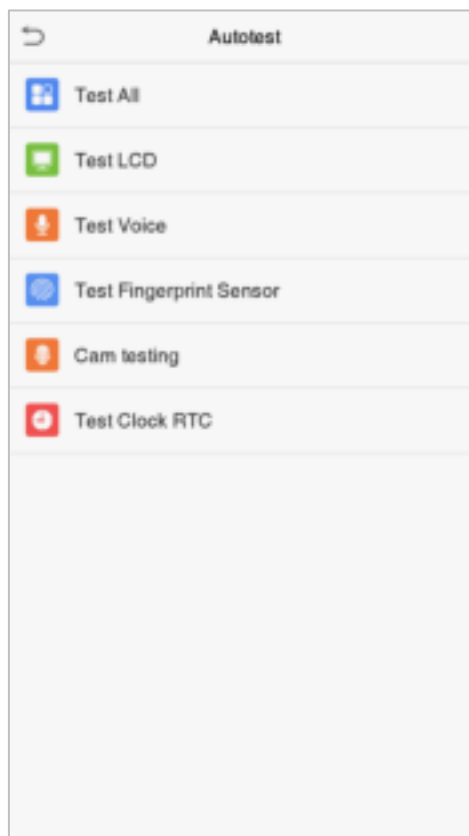 Autotest
Test All
Test LCD
Test Voice
Test Fingerprint Sensor
Cam testing
Test Clock RTC